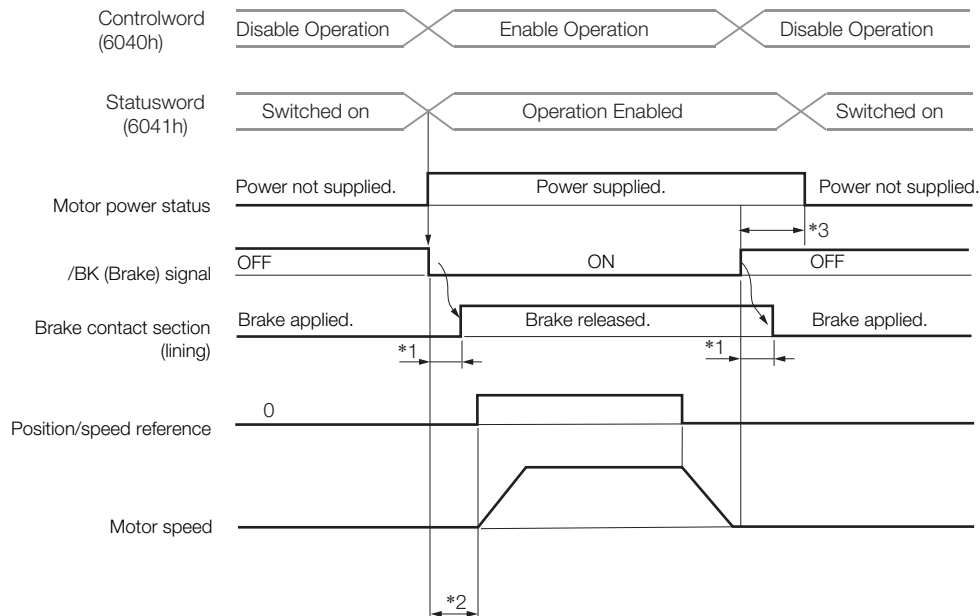 Controlword
(6040h)
Disable Operation
Enable Operation
Disable Operation
Statusword
(6041h)
Switched on
Operation Enabled
Switched on
Motor power status
Power not supplied.
Power supplied.
Power not supplied.
*3
/BK (Brake) signal
OFF
ON
OFF
Brake contact section
(lining)
Brake applied.
Brake released.
Brake applied.
*1
*1
Position/speed reference
0
Motor speed
*2